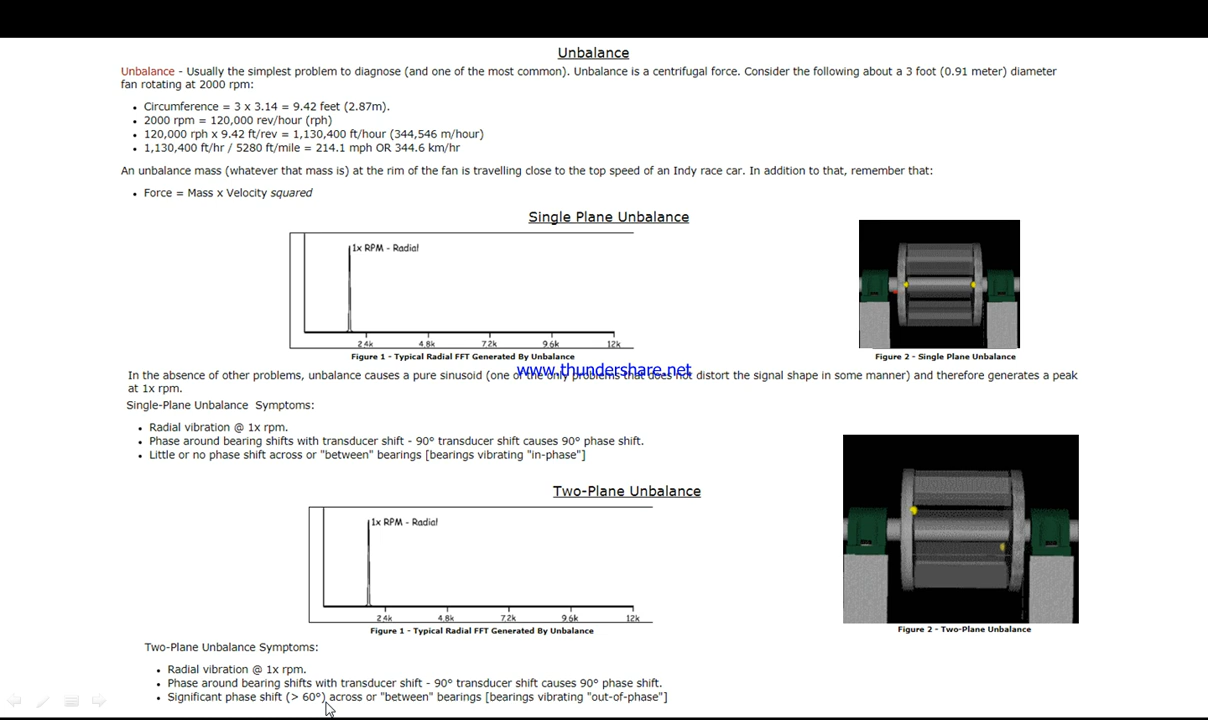 Unbalance
Unbalance - Usually the simplest problem to diagnose (and one of the most common). Unbalance is a centrifugal force. Consider the following about a 3 foot (0.91 meter) diameter
fan rotating at 2000 rpm:
• Circumference = 3 x 3.14 = 9.42 feet (2.87m).
• 2000 rpm = 120,000 rev/hour (rph)
• 120,000 rph x 9.42 ft/rev = 1,130,400 ft/hour (344,546 m/hour)
• 1,130,400 ft/hr / 5280 ft/mile = 214.1 mph OR 344.6 km/hr
An unbalance mass (whatever that mass is) at the rim of the fan is travelling close to the top speed of an Indy race car. In addition to that, remember that:
• Force = Mass x Velocity squared
Single Plane Unbalance
1x RPM - Radial
2.4k 4.8k 7.2k 9.6k 12k
Figure 1 - Typical Radial FFT Generated By Unbalance
Figure 2 - Single Plane Unbalance
www.thundershare.net
In the absence of other problems, unbalance causes a pure sinusoid (one of the only problems that does not distort the signal shape in some manner) and therefore generates a peak
at 1x rpm.
Single-Plane Unbalance Symptoms:
• Radial vibration @ 1x rpm.
• Phase around bearing shifts with transducer shift - 90° transducer shift causes 90° phase shift.
• Little or no phase shift across or "between" bearings [bearings vibrating "in-phase"]
Two-Plane Unbalance
1x RPM - Radial
2.4k 4.8k 7.2k 9.6k 12k
Figure 1 - Typical Radial FFT Generated By Unbalance
Figure 2 - Two-Plane Unbalance
Two-Plane Unbalance Symptoms:
• Radial vibration @ 1x rpm.
• Phase around bearing shifts with transducer shift - 90° transducer shift causes 90° phase shift.
• Significant phase shift (> 60°) across or "between" bearings [bearings vibrating "out-of-phase"]